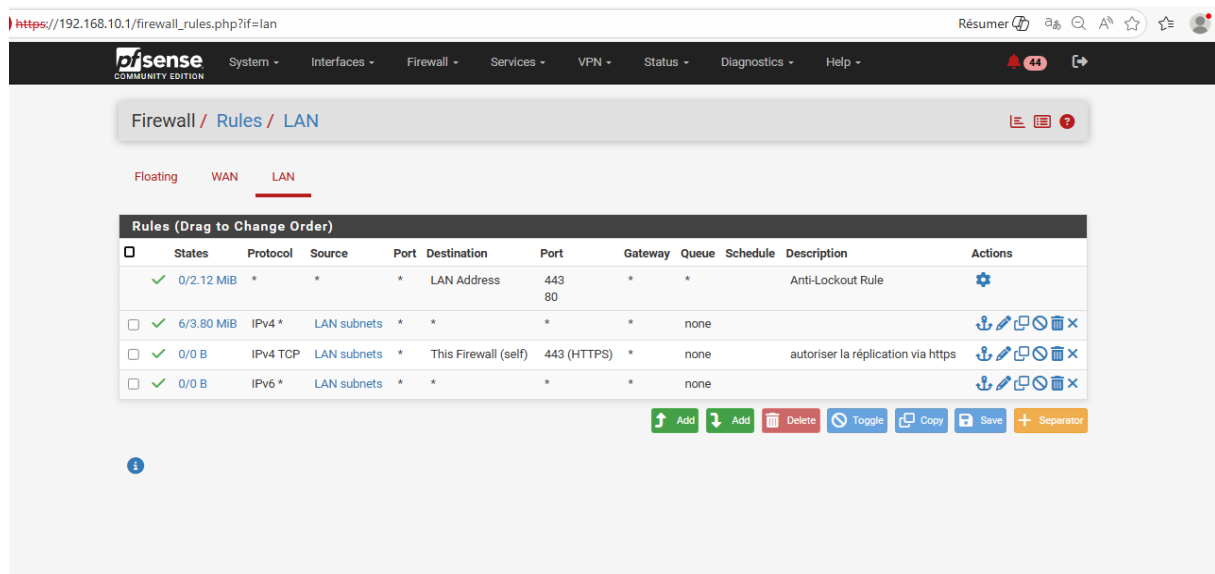 https://192.168.10.1/firewall_rules.php?if=lan Résumer
pfsense COMMUNITY EDITION System Interfaces Firewall Services VPN Status Diagnostics Help 44
Firewall / Rules / LAN
Floating WAN LAN
Rules (Drag to Change Order)
States Protocol Source Port Destination Port Gateway Queue Schedule Description Actions
0/2.12 MiB * * * LAN Address 443 * * Anti-Lockout Rule
80
6/3.80 MiB IPv4 * LAN subnets * * * * none
0/0 B IPv4 TCP LAN subnets * This Firewall (self) 443 (HTTPS) * none autoriser la réplication via https
0/0 B IPv6 * LAN subnets * * * * none
Add Add Delete Toggle Copy Save Separator